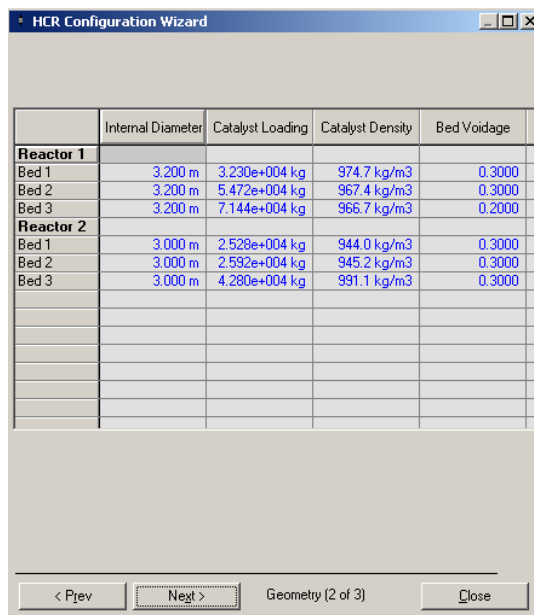 HCR Configuration Wizard
Internal Diameter Catalyst Loading Catalyst Density Bed Voidage
Reactor 1
Bed 1 3.200 m 3.230e+004 kg 974.7 kg/m3 0.3000
Bed 2 3.200 m 5.472e+004 kg 967.4 kg/m3 0.3000
Bed 3 3.200 m 7.144e+004 kg 966.7 kg/m3 0.2000
Reactor 2
Bed 1 3.000 m 2.528e+004 kg 944.0 kg/m3 0.3000
Bed 2 3.000 m 2.592e+004 kg 945.2 kg/m3 0.3000
Bed 3 3.000 m 4.280e+004 kg 991.1 kg/m3 0.3000
< Prev Next > Geometry (2 of 3) Close